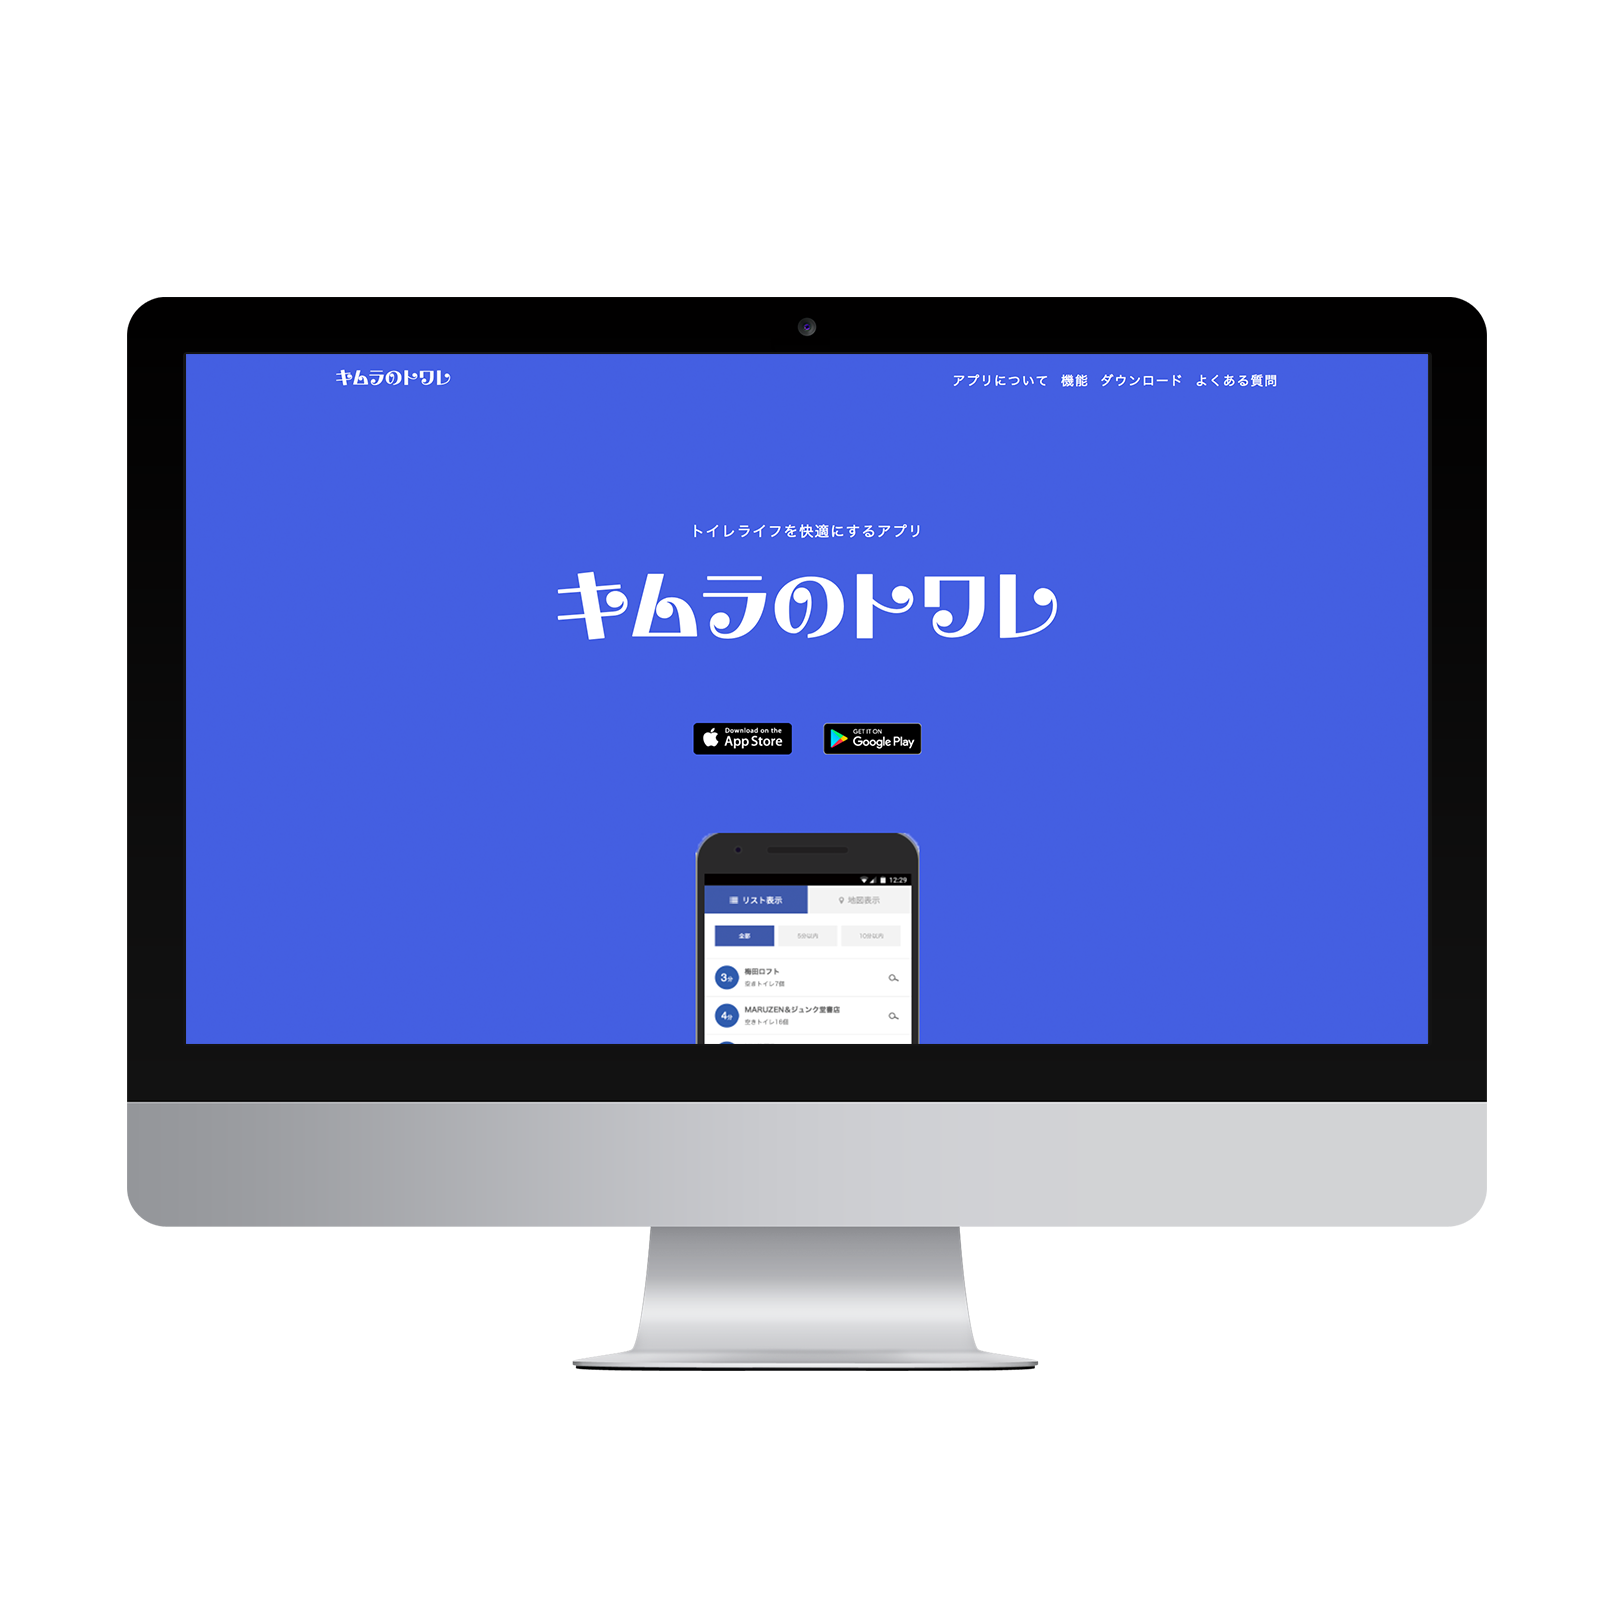 キムラのトワレ
アプリについて 機能 ダウンロード よくある質問
トイレライフを快適にするアプリ
キムラのトワレ
Download on the
App Store
GET IT ON
Google Play
12:29
リスト表示 地図表示
全部 5分以内 10分以内
3分 梅田ロフト
空きトイレ7個
4分 MARUZEN&ジュンク堂書店
空きトイレ16個